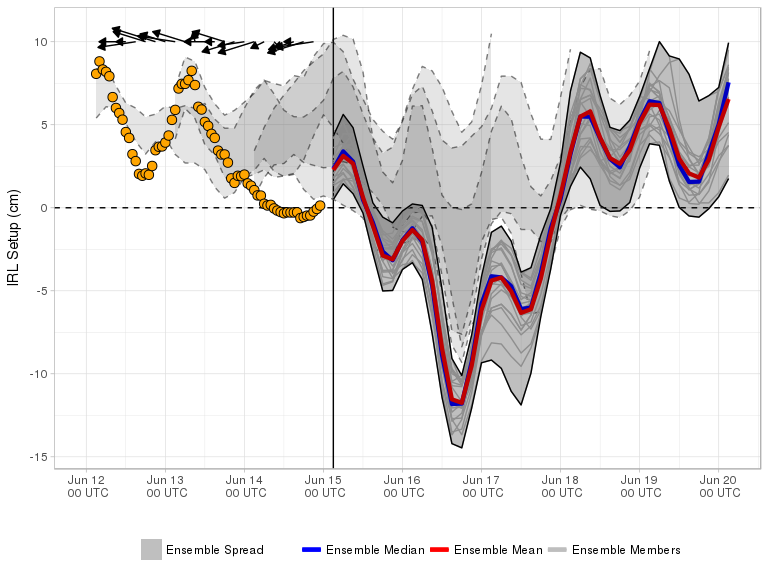 IRL Setup (cm)
10
5
0
-5
-10
-15
Jun 12 Jun 13 Jun 14 Jun 15 Jun 16 Jun 17 Jun 18 Jun 19 Jun 20
00 UTC 00 UTC 00 UTC 00 UTC 00 UTC 00 UTC 00 UTC 00 UTC 00 UTC
Ensemble Spread Ensemble Median Ensemble Mean Ensemble Members